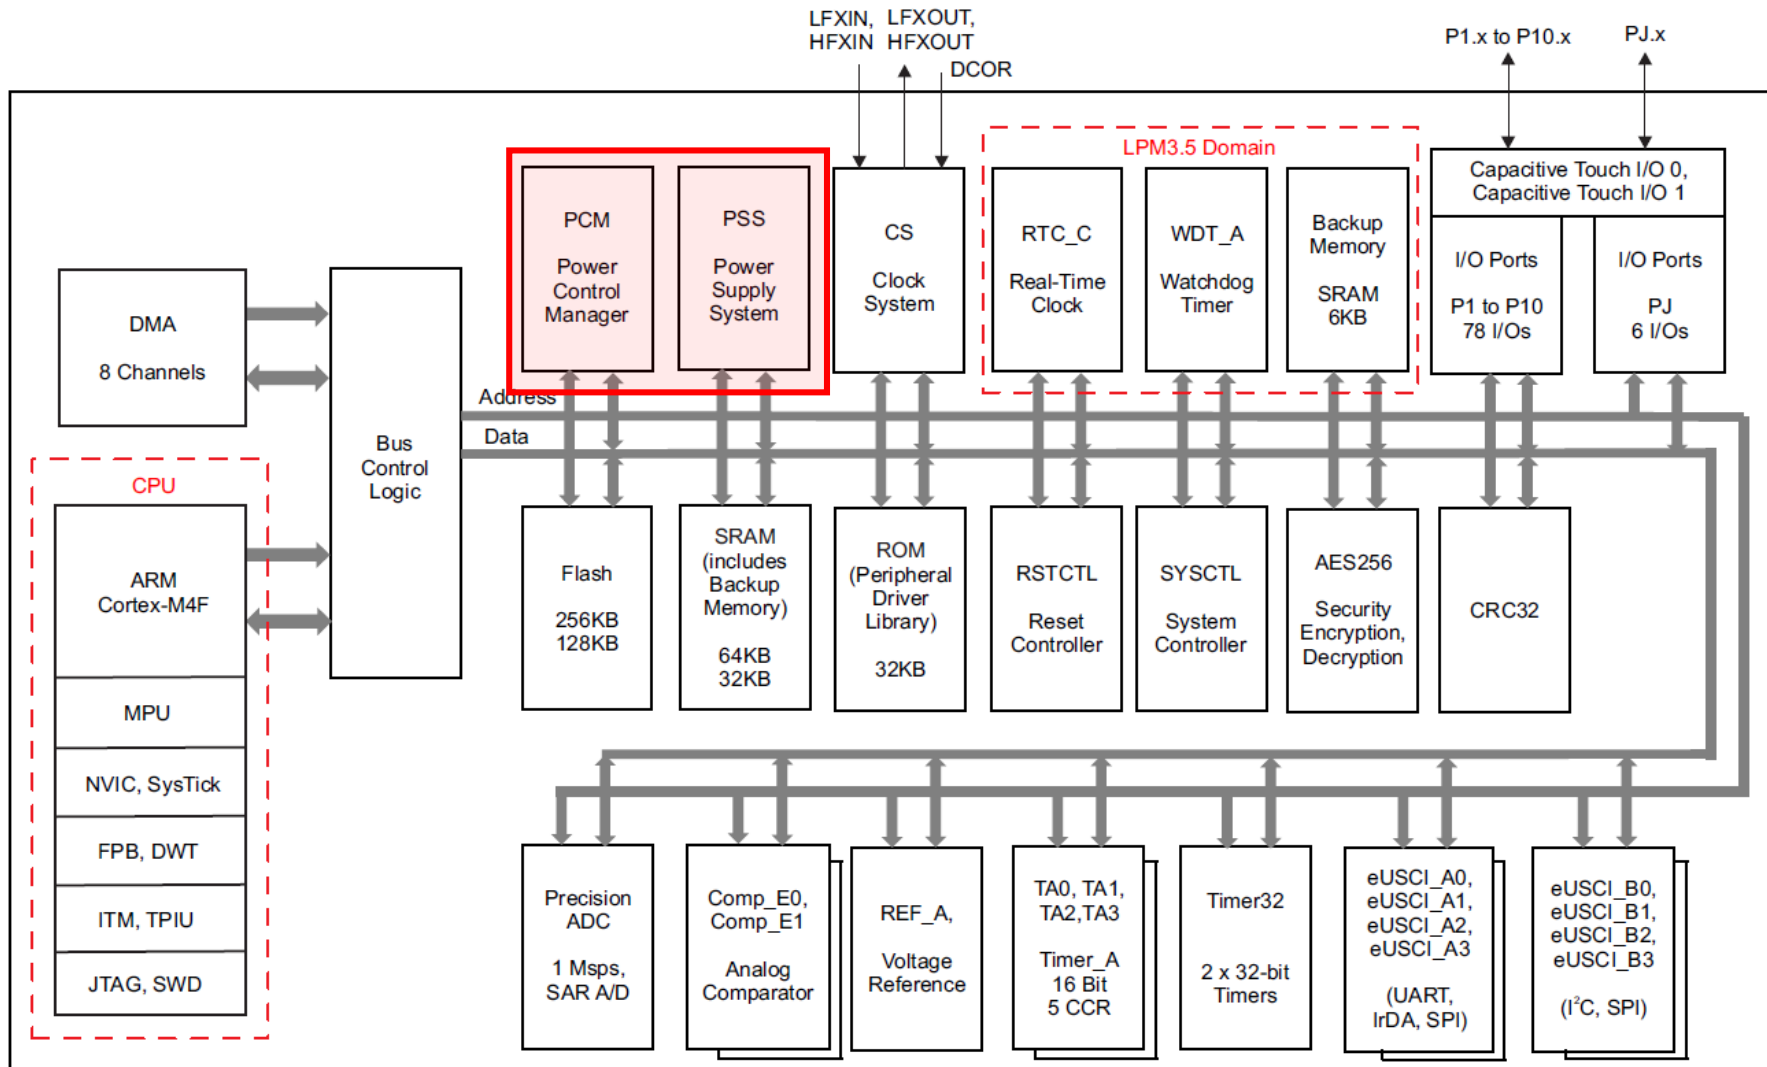 LFXIN,
HFXIN
LFXOUT,
HFXOUT
DCOR
P1.x to P10.x
PJ.x
LPM3.5 Domain
PCM
Power
Control
Manager
PSS
Power
Supply
System
CS
Clock
System
RTC_C
Real-Time
Clock
WDT_A
Watchdog
Timer
Backup
Memory
SRAM
6KB
Capacitive Touch I/O 0,
Capacitive Touch I/O 1
I/O Ports
P1 to P10
78 I/Os
I/O Ports
PJ
6 I/Os
DMA
8 Channels
Bus
Control
Logic
Address
Data
CPU
ARM
Cortex-M4F
MPU
NVIC, SysTick
FPB, DWT
ITM, TPIU
JTAG, SWD
Flash
256KB
128KB
SRAM
(includes
Backup
Memory)
64KB
32KB
ROM
(Peripheral
Driver
Library)
32KB
RSTCTL
Reset
Controller
SYSCTL
System
Controller
AES256
Security
Encryption,
Decryption
CRC32
Precision
ADC
1 Msps,
SAR A/D
Comp_E0,
Comp_E1
Analog
Comparator
REF_A,
Voltage
Reference
TA0, TA1,
TA2,TA3
Timer_A
16 Bit
5 CCR
Timer32
2 x 32-bit
Timers
eUSCI_A0,
eUSCI_A1,
eUSCI_A2,
eUSCI_A3
(UART,
IrDA, SPI)
eUSCI_B0,
eUSCI_B1,
eUSCI_B2,
eUSCI_B3
(I²C, SPI)